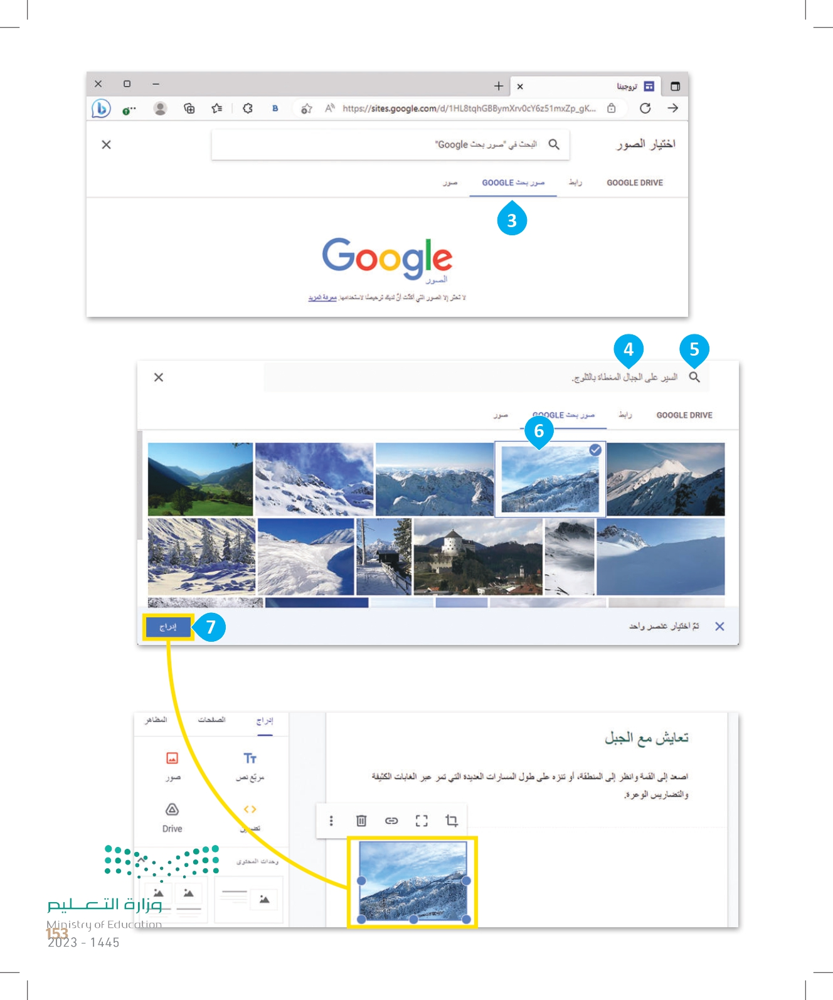 تروجينا
https://sites.google.com/d/1HL8tqhGBBymXrv0cY6z51mxZp_gK...
اختيار الصور
البحث في "صور بحث Google"
GOOGLE DRIVE
رابط
صور بحث GOOGLE
صور
3
Google
الصور
لا تختَر إلا الصور التي أكدّت أنّ لديك ترخيصًا لاستخدامها. معرفة المزيد
4
5
السير على الجبال المغطاة بالثلوج.
GOOGLE DRIVE
رابط
صور بحث GOOGLE
صور
6
تمّ اختيار عنصر واحد
إدراج
7
إدراج
الصفحات
المظاهر
مربّع نص
صور
تضمين
Drive
وحدات المحتوى
تعايش مع الجبل
اصعد إلى القمة وانظر إلى المنطقة، أو تنزه على طول المسارات العديدة التي تمر عبر الغابات الكثيفة
والتضاريس الوعرة.
وزارة التعليم
Ministry of Education
153
2023 - 1445